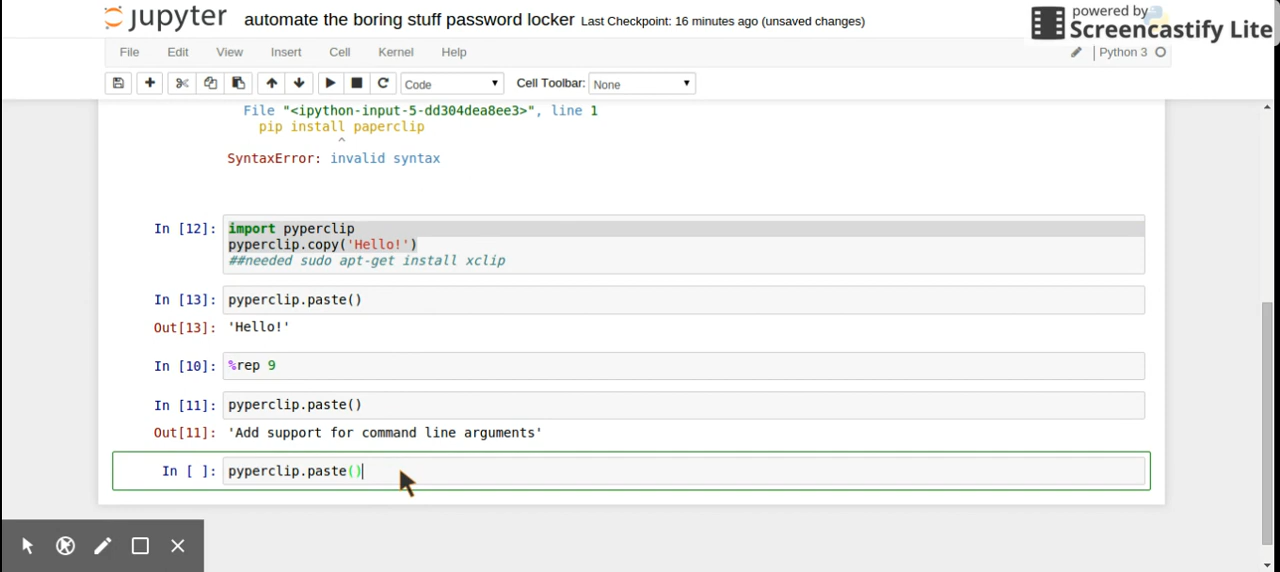 jupyter automate the boring stuff password locker Last Checkpoint: 16 minutes ago (unsaved changes)
powered by
Screencastify Lite
File Edit View Insert Cell Kernel Help Python 3
Code Cell Toolbar: None
File "<ipython-input-5-dd304dea8ee3>", line 1
pip install paperclip
^
SyntaxError: invalid syntax
In [12]: import pyperclip
pyperclip.copy('Hello!')
##needed sudo apt-get install xclip
In [13]: pyperclip.paste()
Out[13]: 'Hello!'
In [10]: %rep 9
In [11]: pyperclip.paste()
Out[11]: 'Add support for command line arguments'
In [ ]: pyperclip.paste()